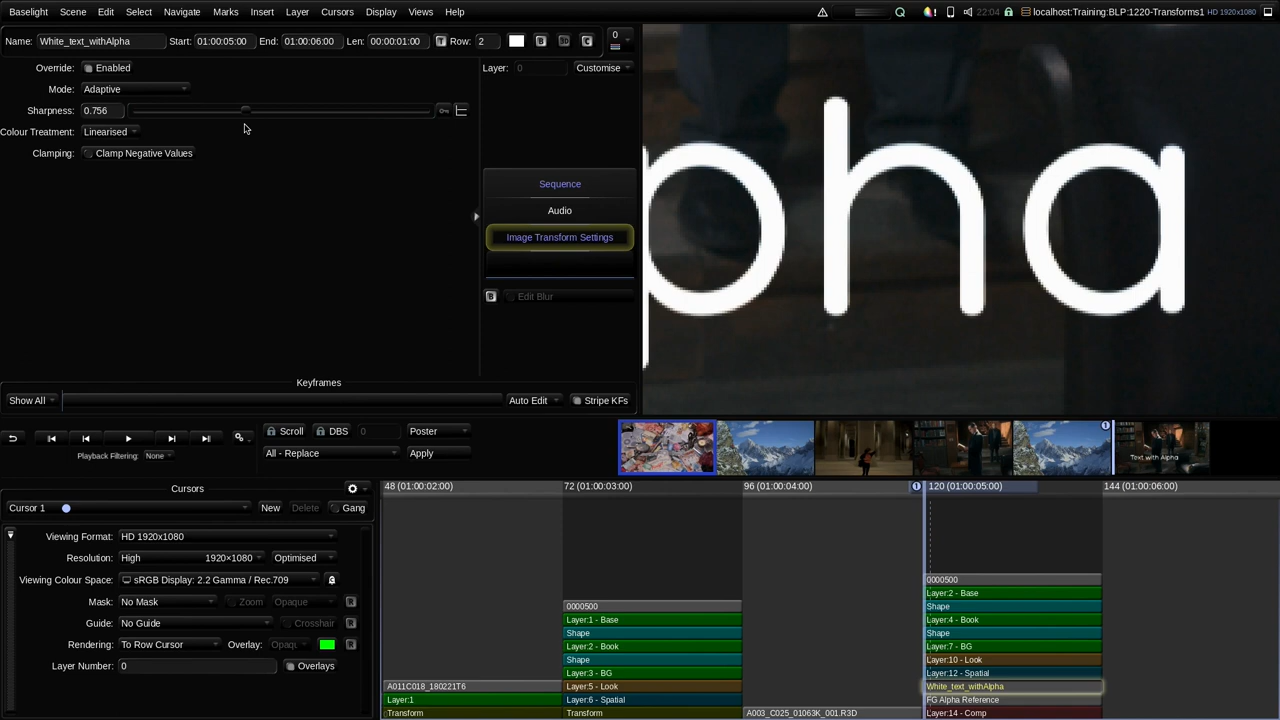 Baselight Scene Edit Select Navigate Marks Insert Layer Cursors Display Views Help 22:04 localhost:Training:BLP:1220-Transforms1 HD 1920x1080
Name: White_text_withAlpha Start: 01:00:05:00 End: 01:00:06:00 Len: 00:00:01:00 Row: 2 0
Override: Enabled
Layer: 0 Customise
Mode: Adaptive
Sharpness: 0.756
Colour Treatment: Linearised
Clamping: Clamp Negative Values
Sequence
Audio
Image Transform Settings
Edit Blur
pha
Keyframes
Show All Auto Edit Stripe KFs
Scroll DBS 0 Poster
Playback Filtering: None All - Replace Apply
Text with Alpha
Cursors
Cursor 1 New Delete Gang
Viewing Format: HD 1920x1080
Resolution: High 1920×1080 Optimised
Viewing Colour Space: sRGB Display: 2.2 Gamma / Rec.709
Mask: No Mask Zoom Opaque R
Guide: No Guide Crosshair R
Rendering: To Row Cursor Overlay: Opaqu R
Layer Number: 0 Overlays
48 (01:00:02:00) 72 (01:00:03:00) 96 (01:00:04:00) 1 120 (01:00:05:00) 144 (01:00:06:00)
A011C018_180221T6
Layer:1
Transform
0000500
Layer:1 - Base
Shape
Layer:2 - Book
Shape
Layer:3 - BG
Layer:5 - Look
Layer:6 - Spatial
Transform
A003_C025_01063K_001.R3D
0000500
Layer:2 - Base
Shape
Layer:4 - Book
Shape
Layer:7 - BG
Layer:10 - Look
Layer:12 - Spatial
White_text_withAlpha
FG Alpha Reference
Layer:14 - Comp